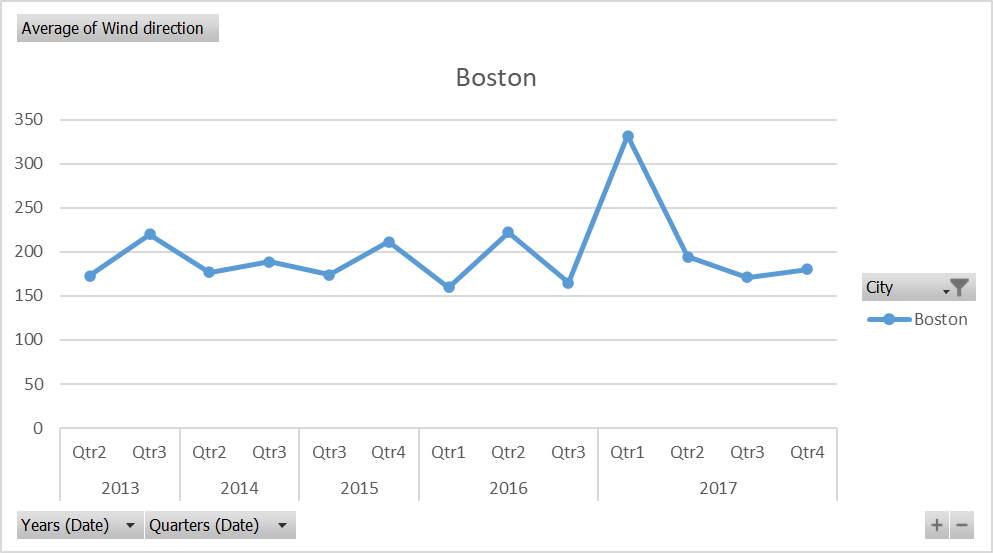 Average of Wind direction
Boston
350
300
250
200
150
100
50
0
City
Boston
Qtr2 Qtr3 Qtr2 Qtr3 Qtr3 Qtr4 Qtr1 Qtr2 Qtr3 Qtr1 Qtr2 Qtr3 Qtr4
2013 2014 2015 2016 2017
Years (Date) Quarters (Date) + −